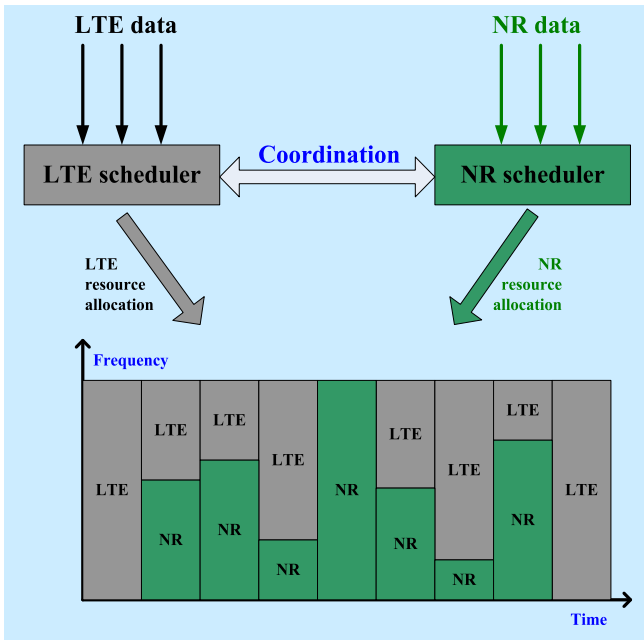 LTE data
NR data
Coordination
LTE scheduler
NR scheduler
LTE
resource
allocation
NR
resource
allocation
Frequency
LTE
LTE
NR
LTE
NR
LTE
NR
NR
LTE
NR
LTE
NR
LTE
NR
LTE
Time